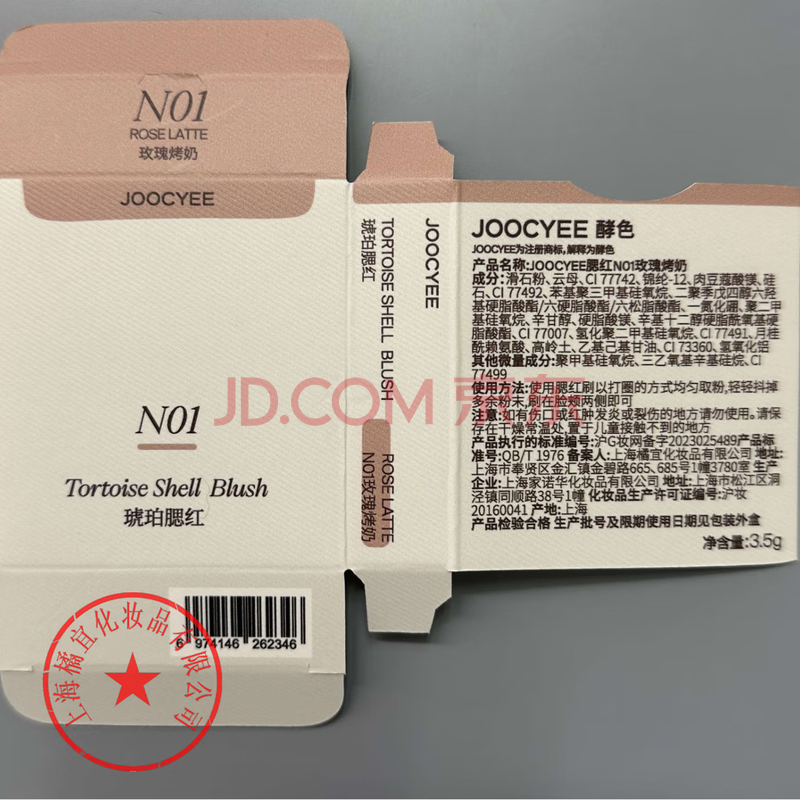 N01
ROSE LATTE
玫瑰烤奶
JOOCYEE
N01
Tortoise Shell Blush
琥珀腮红
6 974146 262346
上海橘宜化妆品有限公司
TORTOISE SHELL BLUSH
琥珀腮红
ROSE LATTE
N01玫瑰烤奶
JOOCYEE
JOOCYEE 酵色
JOOCYEE为注册商标,解释为酵色
产品名称:JOOCYEE腮红N01玫瑰烤奶
成分:滑石粉、云母、CI 77742、锦纶-12、肉豆蔻酸镁、硅
石、CI 77492、苯基聚三甲基硅氧烷、二聚季戊四醇六羟
基硬脂酸酯/六硬脂酸酯/六松脂酸酯、一氮化硼、聚二甲
基硅氧烷、辛甘醇、硬脂酸镁、辛基十二醇硬脂酰氧基硬
脂酸酯、CI 77007、氢化聚二甲基硅氧烷、CI 77491、月桂
酰赖氨酸、高岭土、乙基己基甘油、CI 73360、氢氧化铝
其他微量成分:聚甲基硅氧烷、三乙氧基辛基硅烷、CI
77499
使用方法:使用腮红刷以打圈的方式均匀取粉,轻轻抖掉
多余粉末,刷在脸颊两侧即可
注意:如有伤口或红肿发炎或裂伤的地方请勿使用。请保
存在干燥常温处,置于儿童接触不到的地方
产品执行的标准编号:沪G妆网备字2023025489产品标
准号:QB/T 1976 备案人:上海橘宜化妆品有限公司 地址:
上海市奉贤区金汇镇金碧路665、685号1幢3780室 生产
企业:上海家诺华化妆品有限公司 地址:上海市松江区洞
泾镇同顺路38号1幢 化妆品生产许可证编号:沪妆
20160041 产地:上海
产品检验合格 生产批号及限期使用日期见包装外盒
净含量:3.5g
JD.COM 京东